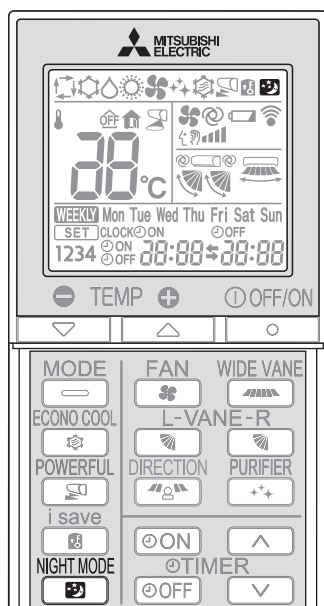 MITSUBISHI
ELECTRIC
OFF
88°C
WEEKLY Mon Tue Wed Thu Fri Sat Sun
SET CLOCK ON OFF
1234 ON OFF 88:88 88:88
TEMP OFF/ON
MODE FAN WIDE VANE
ECONO COOL L-VANE-R
POWERFUL DIRECTION PURIFIER
i save
ON
NIGHT MODE TIMER
OFF